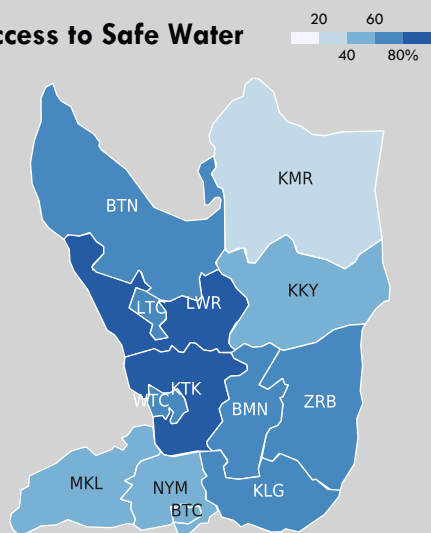 ccess to Safe Water
20 60
40 80%
KMR
BTN
KKY
LTC
LWR
KTK
WTC
BMN
ZRB
MKL
NYM
KLG
BTC